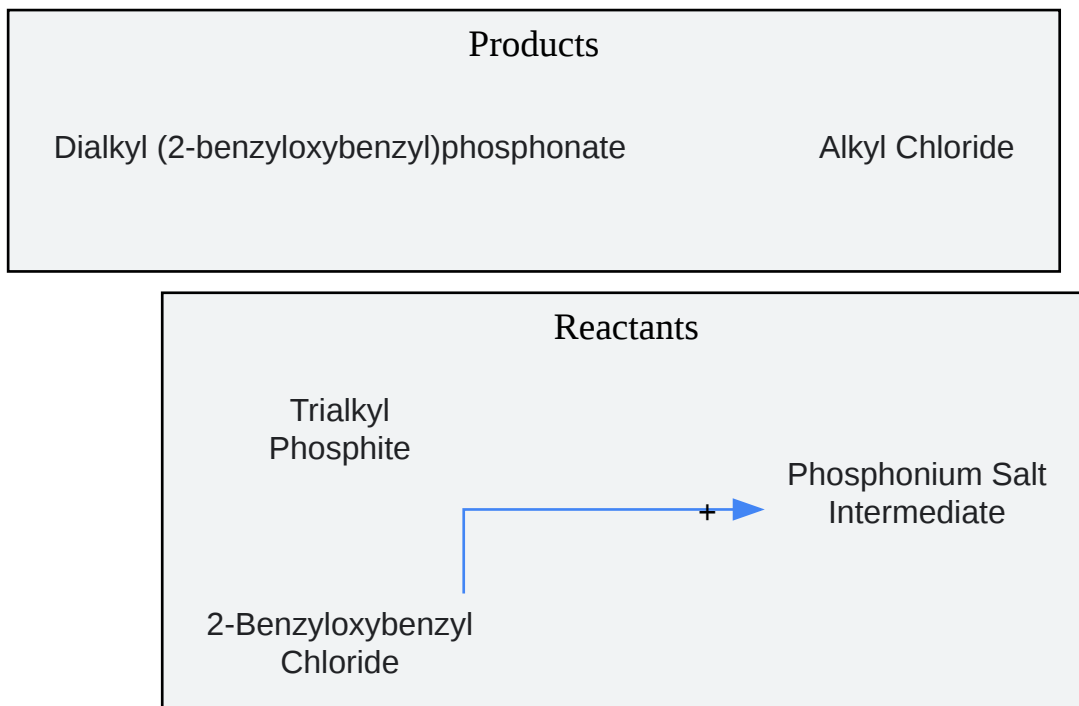 Products
Dialkyl (2-benzyloxybenzyl)phosphonate
Alkyl Chloride
Reactants
Trialkyl
Phosphite
Phosphonium Salt
Intermediate
+
2-Benzyloxybenzyl
Chloride